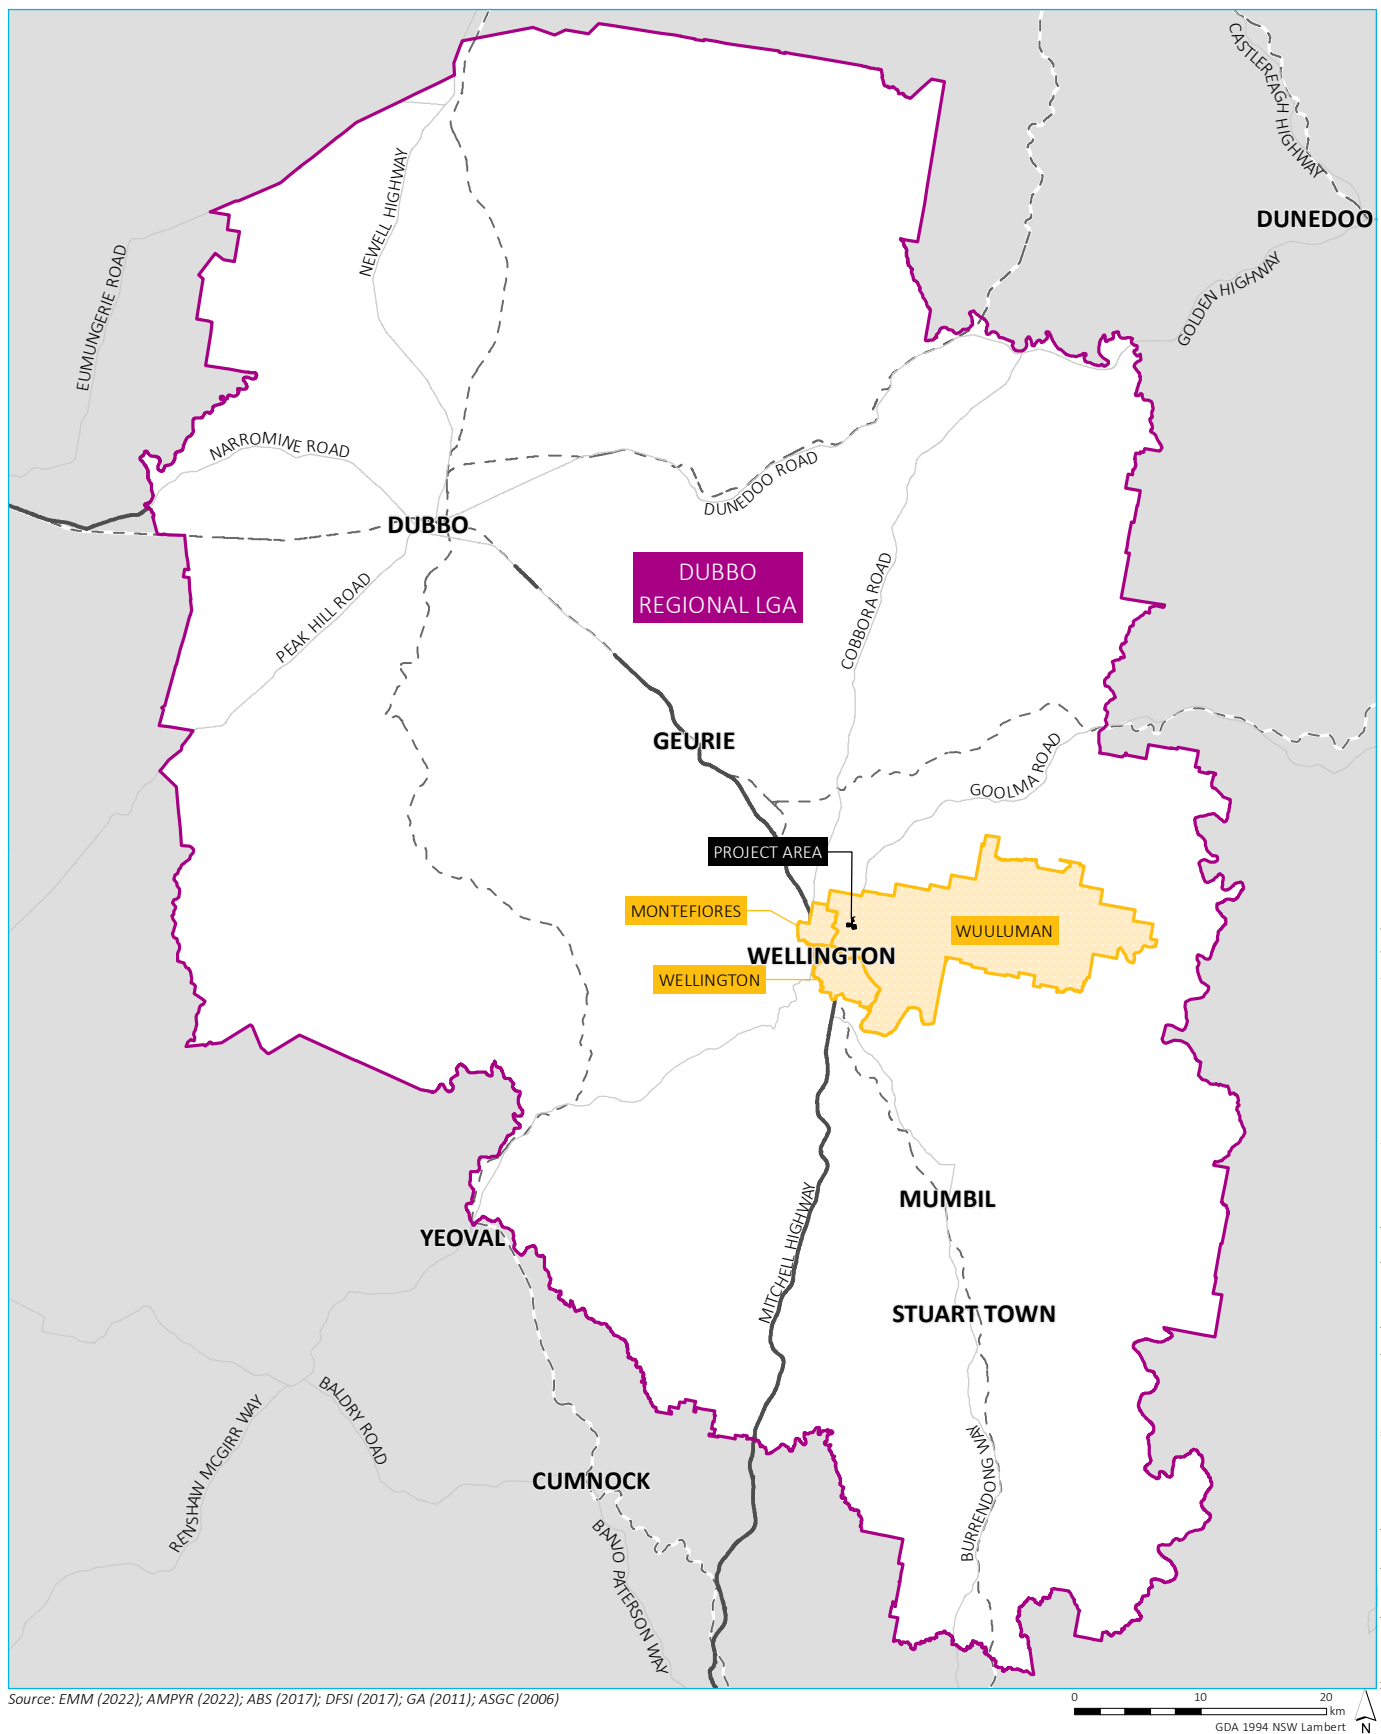 CASTLEREAGH HIGHWAY
DUNEDOO
NEWELL HIGHWAY
EUMUNGERIE ROAD
GOLDEN HIGHWAY
NARROMINE ROAD
DUNEDOO ROAD
DUBBO
DUBBO
REGIONAL LGA
COBBORA ROAD
PEAK HILL ROAD
GEURIE
GOOLMA ROAD
PROJECT AREA
MONTEFIORES
WUULUMAN
WELLINGTON
WELLINGTON
MUMBIL
YEOVAL
MITCHELL HIGHWAY
STUART TOWN
BALDRY ROAD
RENSHAW MCGIRR WAY
CUMNOCK
BURRENDONG WAY
BANJO PATERSON WAY
Source: EMM (2022); AMPYR (2022); ABS (2017); DFSI (2017); GA (2011); ASGC (2006)
0 10 20
km
GDA 1994 NSW Lambert
N